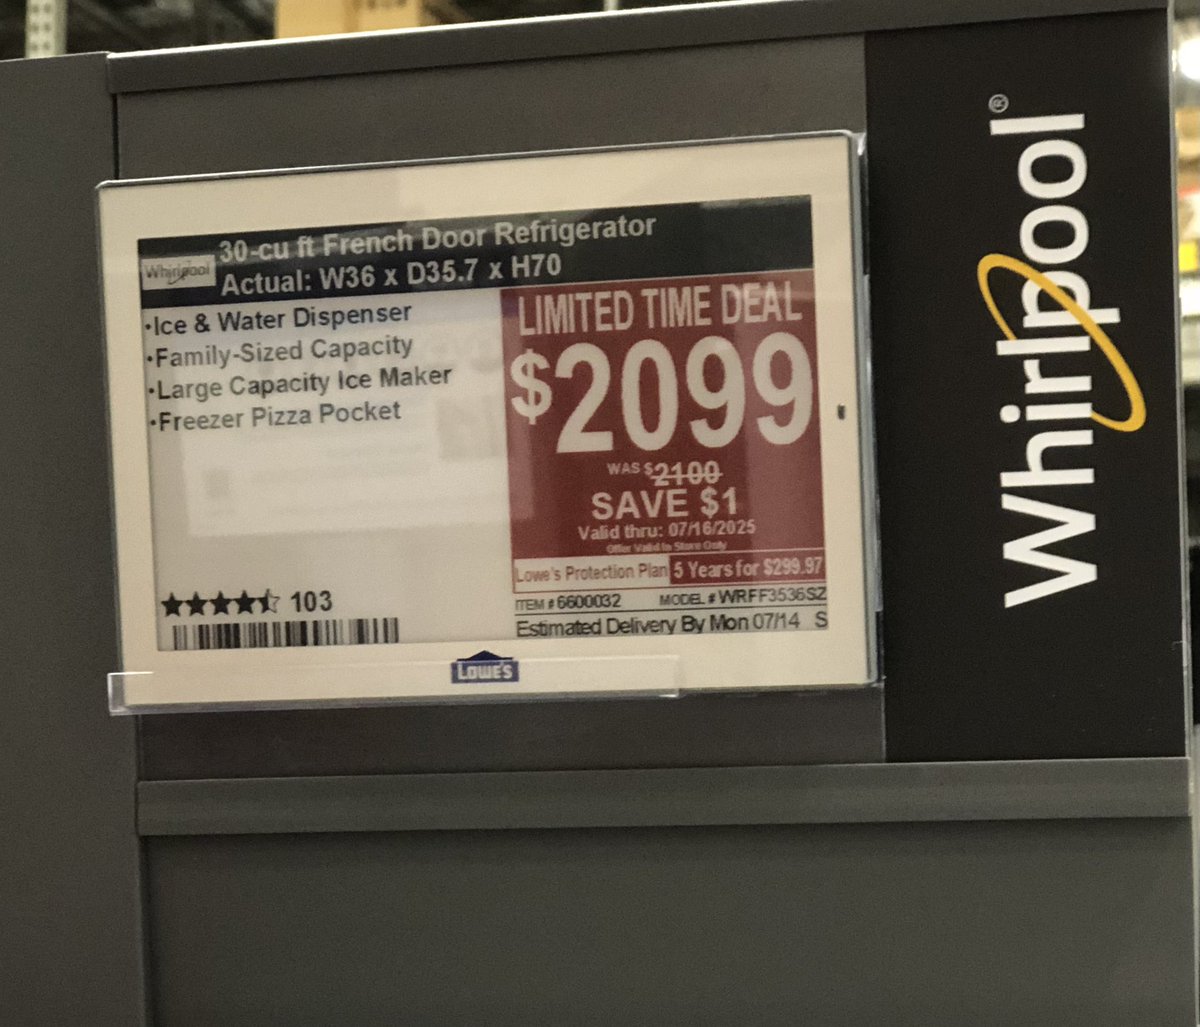 Whirlpool
30-cu ft French Door Refrigerator
Actual: W36 x D35.7 x H70
·Ice & Water Dispenser
·Family-Sized Capacity
·Large Capacity Ice Maker
·Freezer Pizza Pocket
103
LIMITED TIME DEAL
$2099
WAS $2100
SAVE $1
Valid thru: 07/16/2025
Offer Valid In Store Only
Lowe's Protection Plan 5 Years for $299.97
ITEM # 6600032 MODEL # WRFF3536SZ
Estimated Delivery By Mon 07/14 S
LOWE'S
Whirlpool®